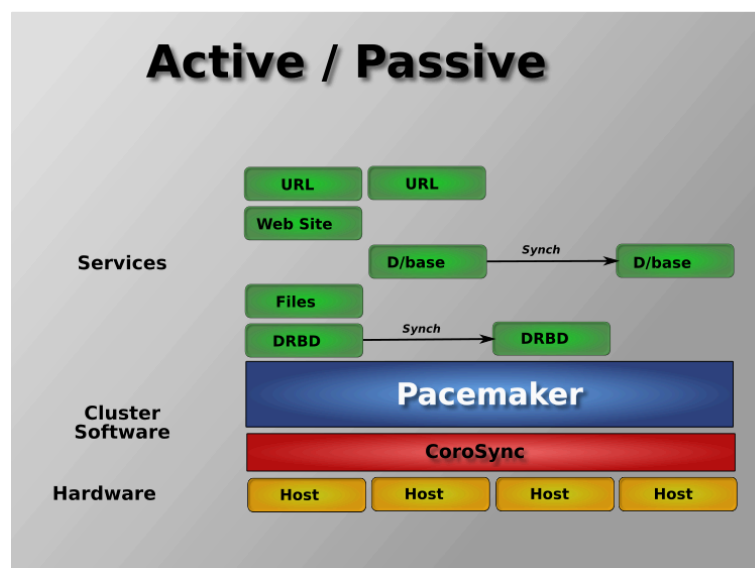 Active / Passive
URL URL
Web Site
Services
D/base Synch D/base
Files
DRBD Synch DRBD
Pacemaker
Cluster
Software
CoroSync
Hardware Host Host Host Host